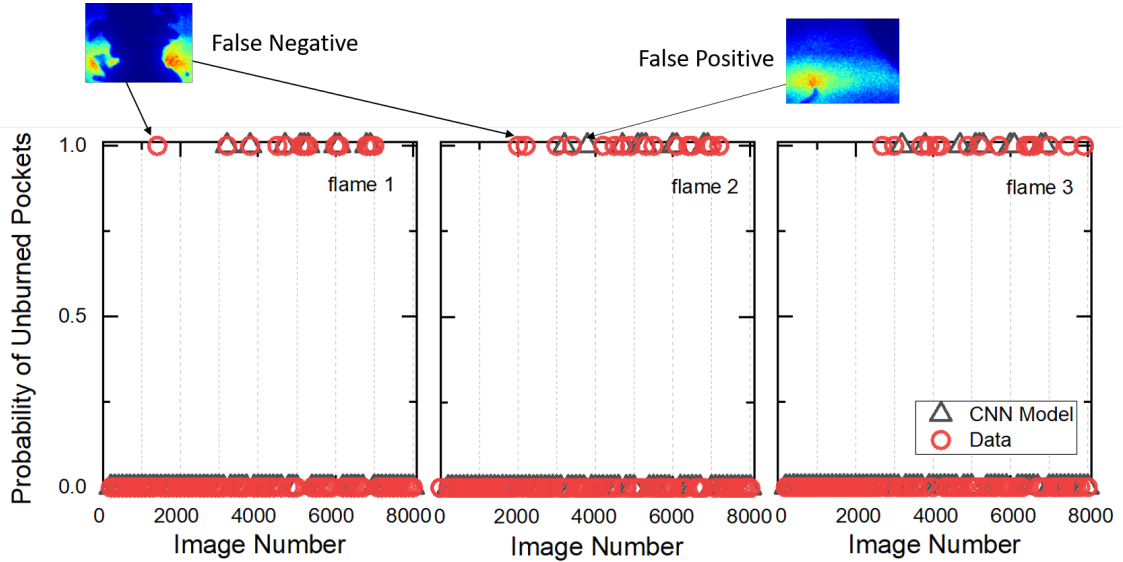 False Negative
False Positive
Probability of Unburned Pockets
1.0
0.5
0.0
flame 1
flame 2
flame 3
CNN Model
Data
0 2000 4000 6000 8000
0 2000 4000 6000 8000
0 2000 4000 6000 8000
Image Number
Image Number
Image Number